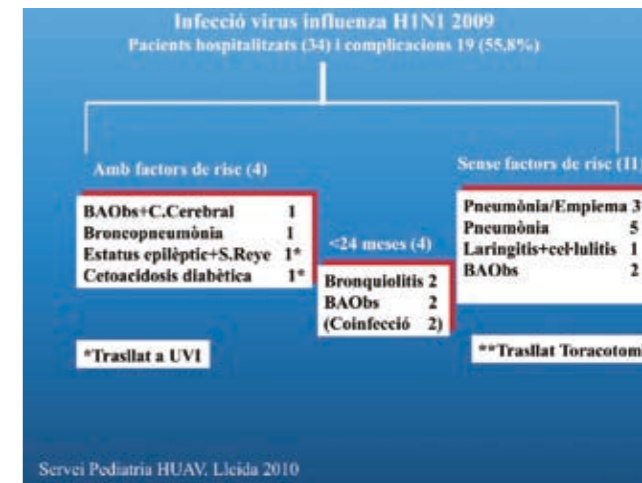 Infecció virus influenza H1N1 2009
Pacients hospitalitzats (34) i complicacions 19 (55,8%)
Amb factors de risc (4)
BAObs+C.Cerebral 1
Broncopneumònia 1
Estatus epilèptic+S.Reye 1*
Cetoacidosis diabètica 1*
*Trasllat a UVI
<24 meses (4)
Bronquiolitis 2
BAObs 2
(Coinfecció 2)
Sense factors de risc (11)
Pneumònia/Empiema 3*
Pneumònia 5
Laringitis+cel·lulitis 1
BAObs 2
**Trasllat Toracotom
Servei Pediatria HUAV. Lleida 2010